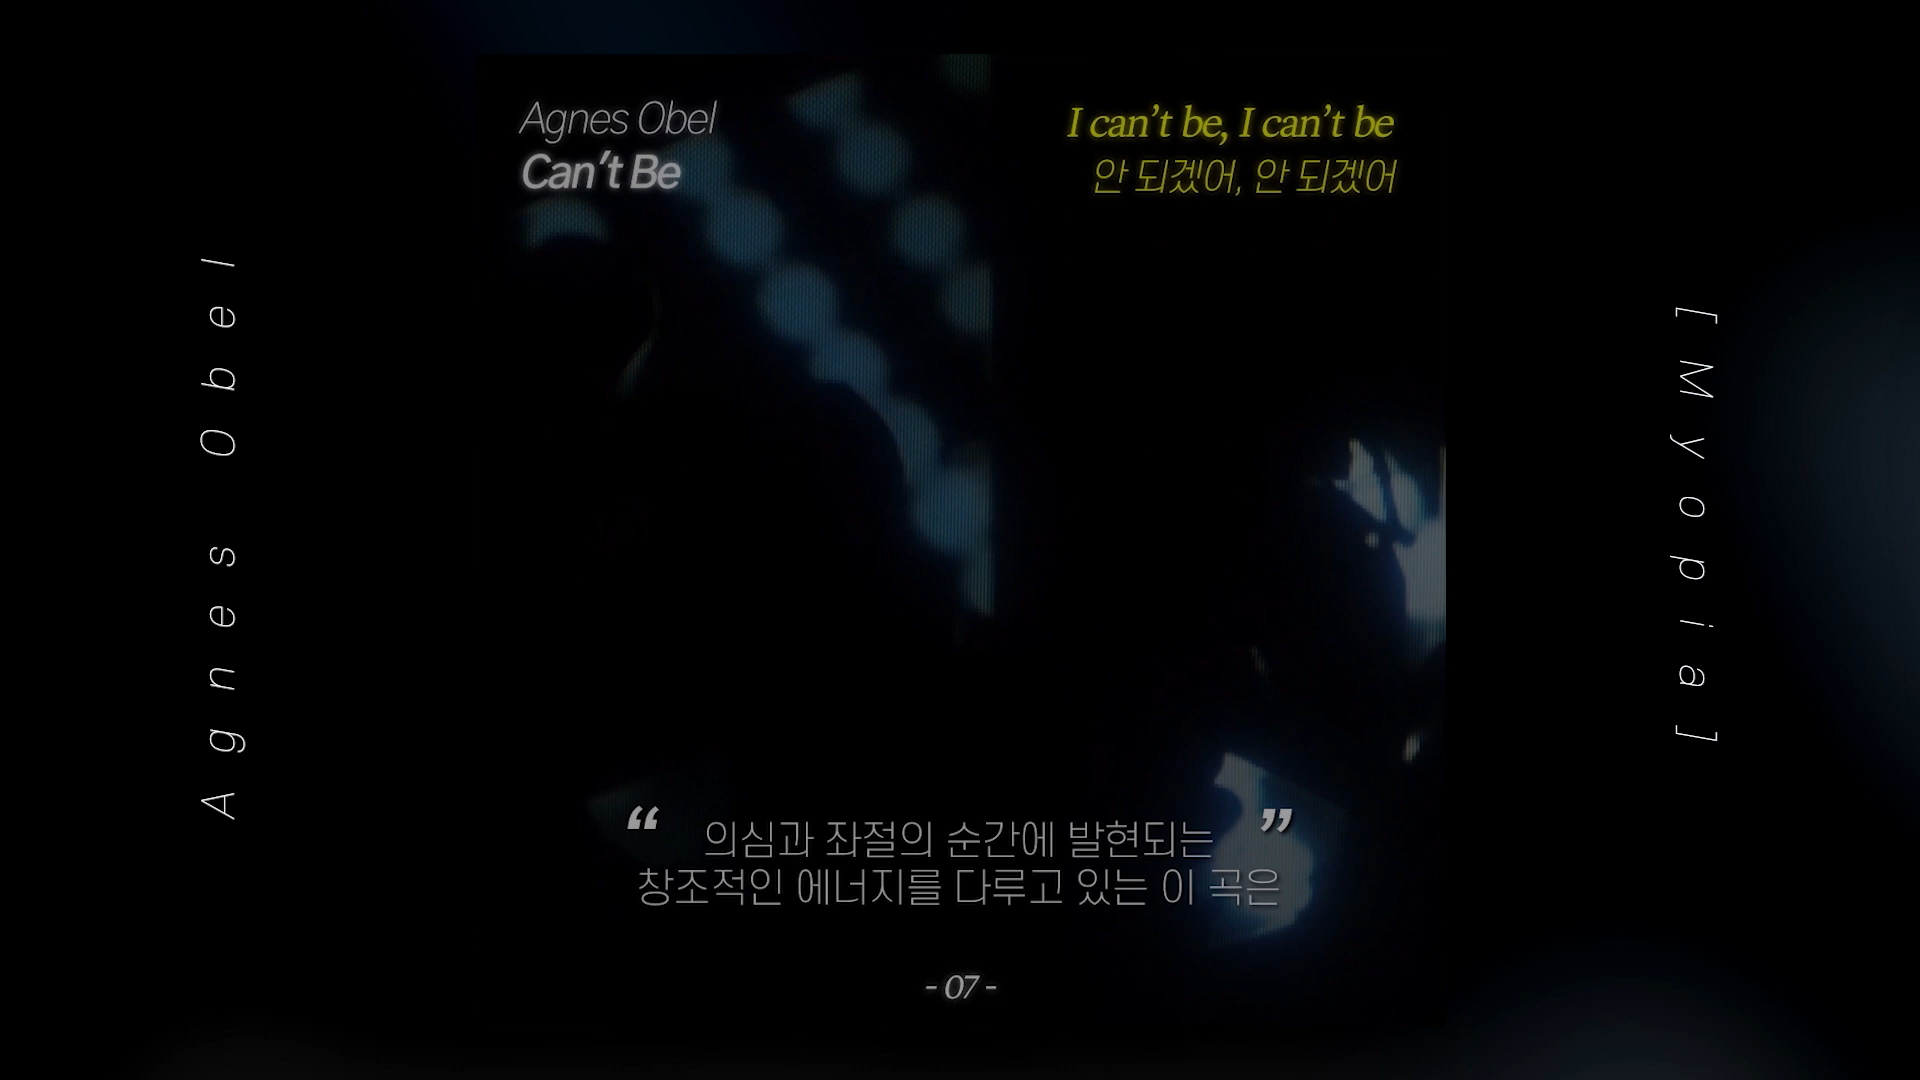 Agnes Obel
Agnes Obel
Can't Be
I can't be, I can't be
안 되겠어, 안 되겠어
[Myopia]
“ 의심과 좌절의 순간에 발현되는 ”
창조적인 에너지를 다루고 있는 이 곡은
- 07 -